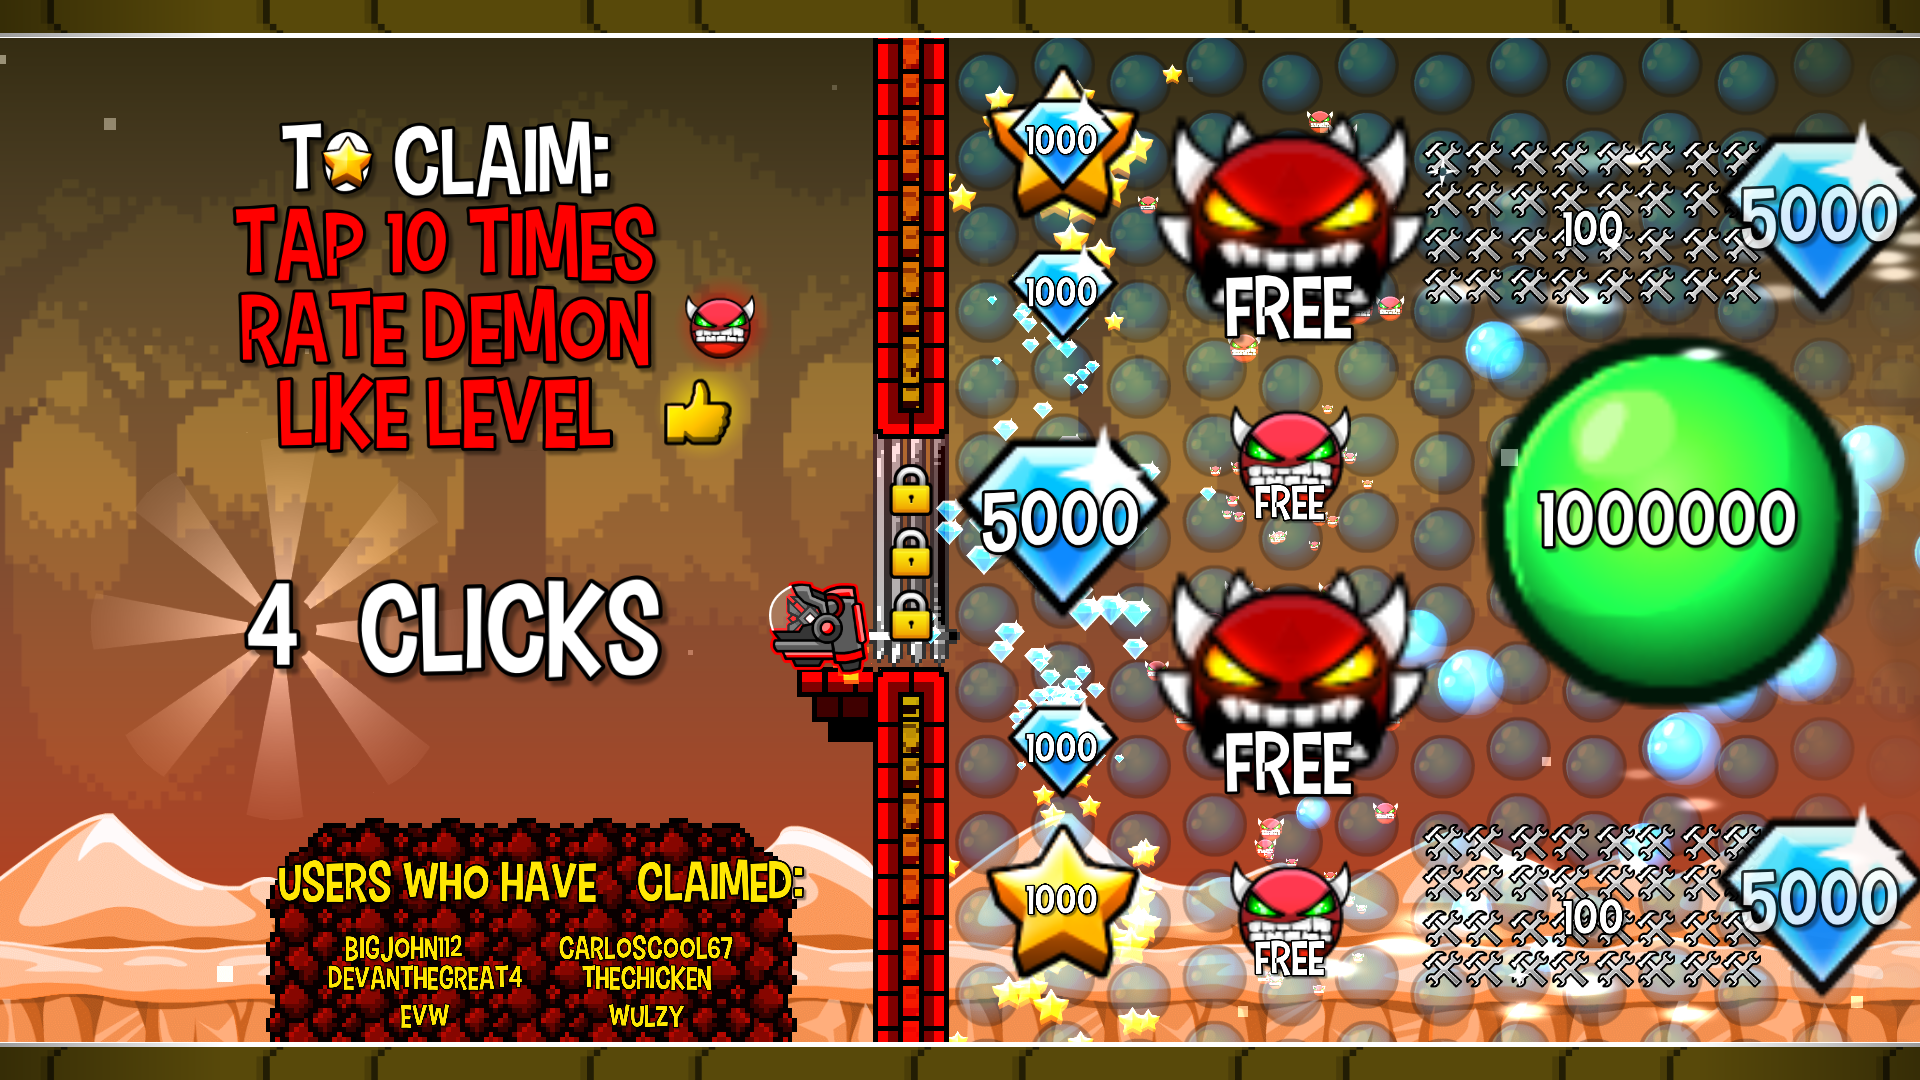 TO CLAIM:
TAP 10 TIMES
RATE DEMON
LIKE LEVEL
4 CLICKS
USERS WHO HAVE CLAIMED:
BIGJOHN112 CARLOSCOOL67
DEVANTHEGREAT4 THECHICKEN
EVW WULZY
1000
1000
5000
1000
1000
FREE
FREE
FREE
FREE
100
5000
1000000
100
5000